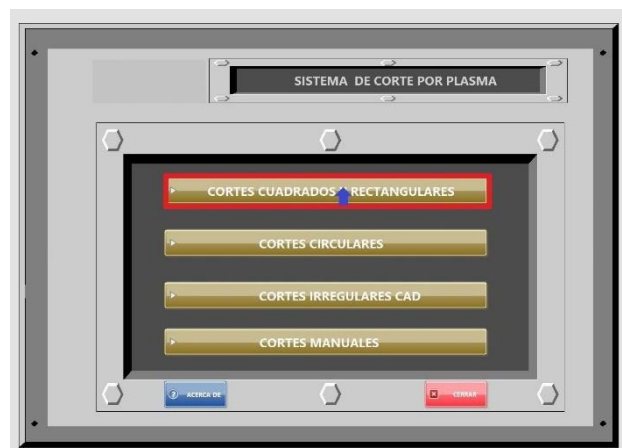 SISTEMA DE CORTE POR PLASMA
CORTES CUADRADOS Y RECTANGULARES
CORTES CIRCULARES
CORTES IRREGULARES CAD
CORTES MANUALES
ACERCA DE
CERRAR